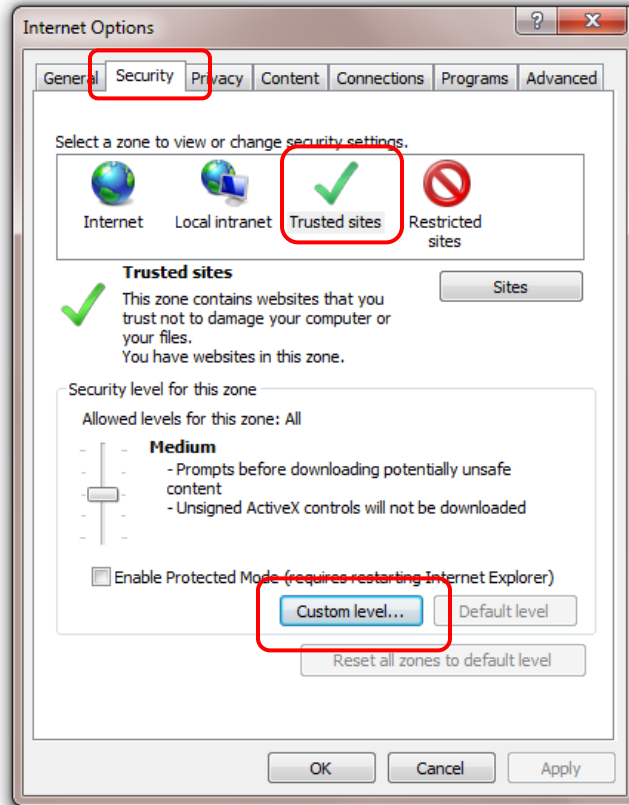 Internet Options
General Security Privacy Content Connections Programs Advanced
Select a zone to view or change security settings.
Internet Local intranet Trusted sites Restricted
sites
Trusted sites
Sites
This zone contains websites that you
trust not to damage your computer or
your files.
You have websites in this zone.
Security level for this zone
Allowed levels for this zone: All
Medium
- Prompts before downloading potentially unsafe
content
- Unsigned ActiveX controls will not be downloaded
Enable Protected Mode (requires restarting Internet Explorer)
Custom level... Default level
Reset all zones to default level
OK Cancel Apply